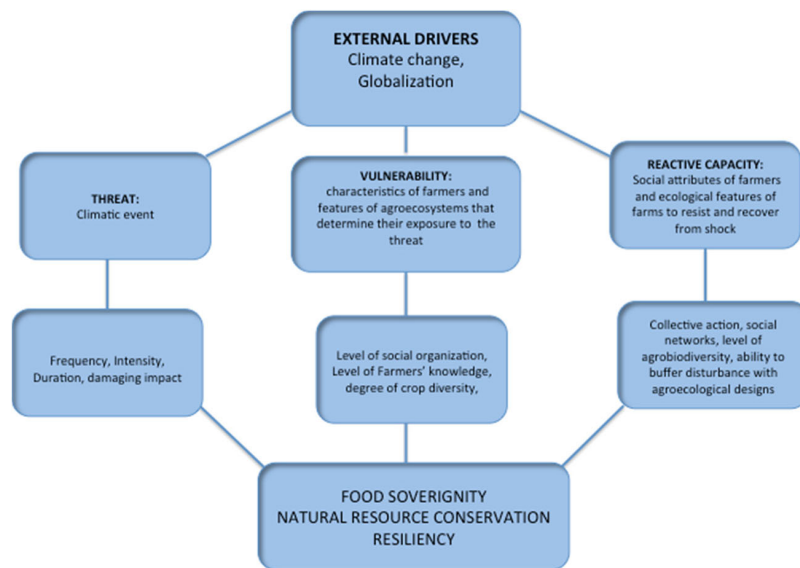 EXTERNAL DRIVERS
Climate change,
Globalization
THREAT:
Climatic event
VULNERABILITY:
characteristics of farmers and
features of agroecosystems that
determine their exposure to the
threat
REACTIVE CAPACITY:
Social attributes of farmers
and ecological features of
farms to resist and recover
from shock
Frequency, Intensity,
Duration, damaging impact
Level of social organization,
Level of Farmers' knowledge,
degree of crop diversity,
Collective action, social
networks, level of
agrobiodiversity, ability to
buffer disturbance with
agroecological designs
FOOD SOVERIGNITY
NATURAL RESOURCE CONSERVATION
RESILIENCY